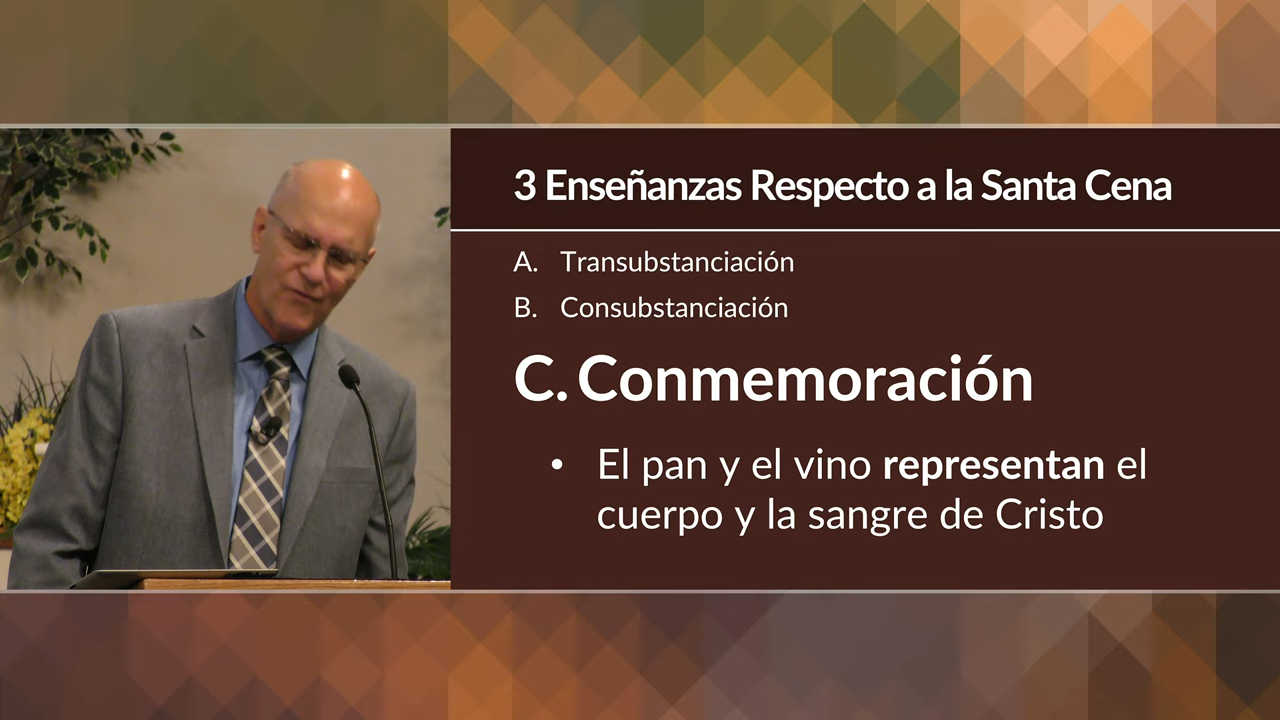 3 Enseñanzas Respecto a la Santa Cena
A. Transubstanciación
B. Consubstanciación
C. Conmemoración
• El pan y el vino representan el
cuerpo y la sangre de Cristo